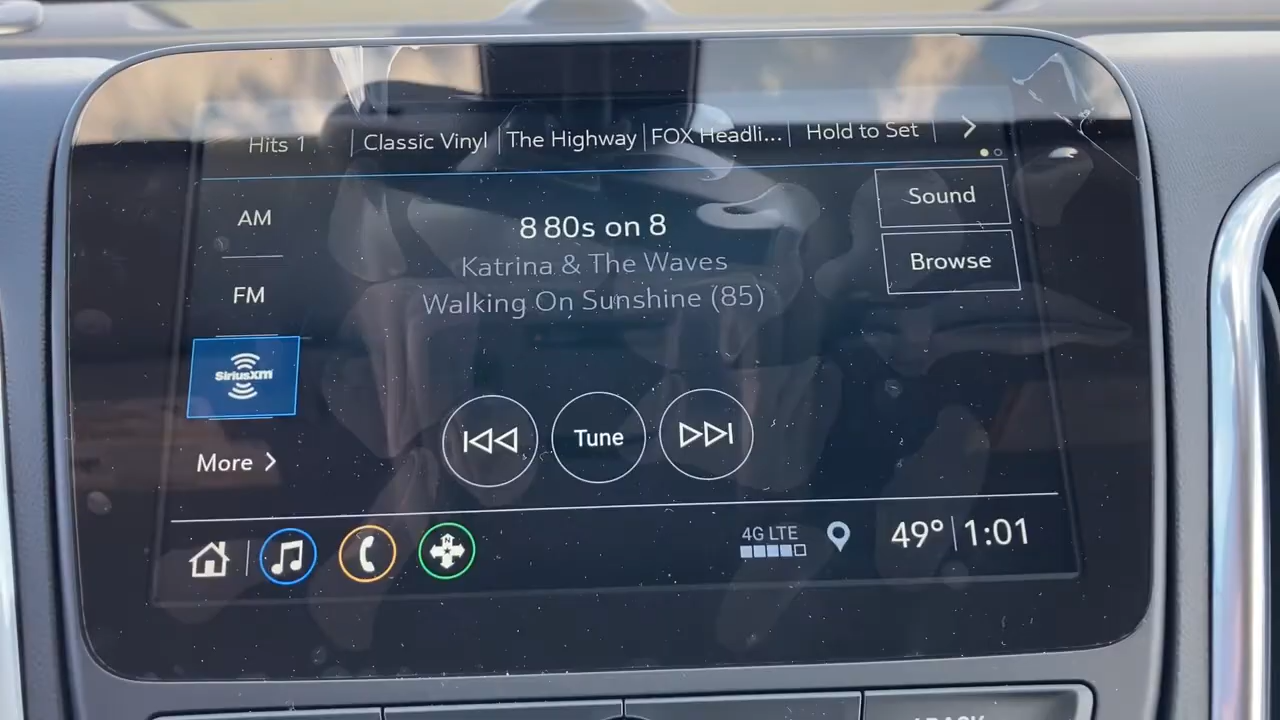 Hits 1
Classic Vinyl
The Highway
FOX Headli...
Hold to Set
AM
8 80s on 8
Sound
Katrina & The Waves
Browse
FM
Walking On Sunshine (85)
SiriusXM
Tune
More
N
4G LTE
49° 1:01